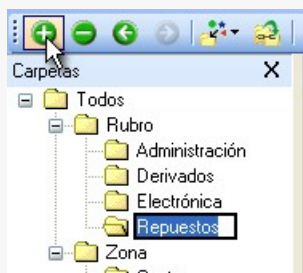 Carpetas X
Todos
Rubro
Administración
Derivados
Electrónica
Repuestos
Zona